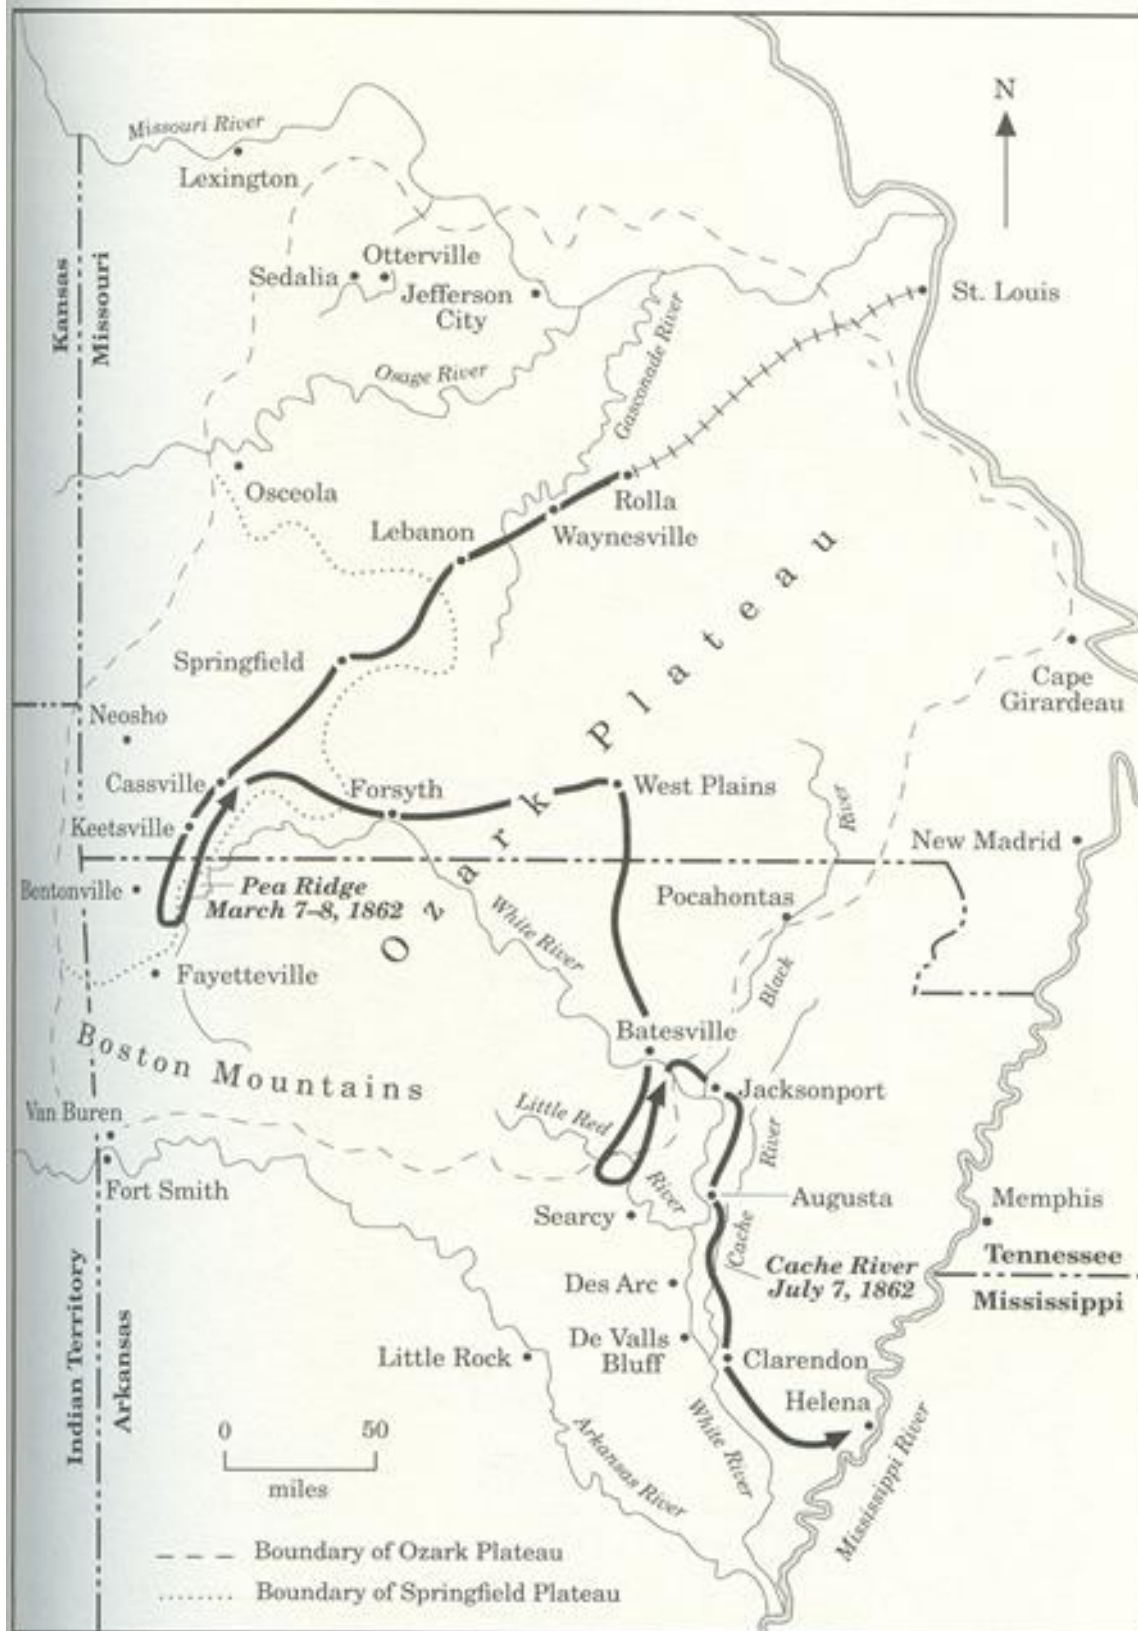 N
Missouri River
Lexington
Kansas
Missouri
Otterville
Sedalia
Jefferson
City
St. Louis
Gasconade River
Osage River
Osceola
Rolla
Lebanon
Waynesville
Ozark Plateau
Springfield
Cape
Girardeau
Neosho
Cassville
Forsyth
West Plains
Keetsville
River
New Madrid
Bentonville
Pea Ridge
March 7–8, 1862
Pocahontas
White River
Fayetteville
Black
Boston Mountains
Batesville
Jacksonport
Van Buren
Little Red
River
River
Fort Smith
Augusta
Memphis
Searcy
Cache
Tennessee
Cache River
July 7, 1862
Mississippi
Des Arc
De Valls
Bluff
Indian Territory
Arkansas
Little Rock
Clarendon
Helena
0 50
miles
White River
Arkansas River
Mississippi River
Boundary of Ozark Plateau
Boundary of Springfield Plateau